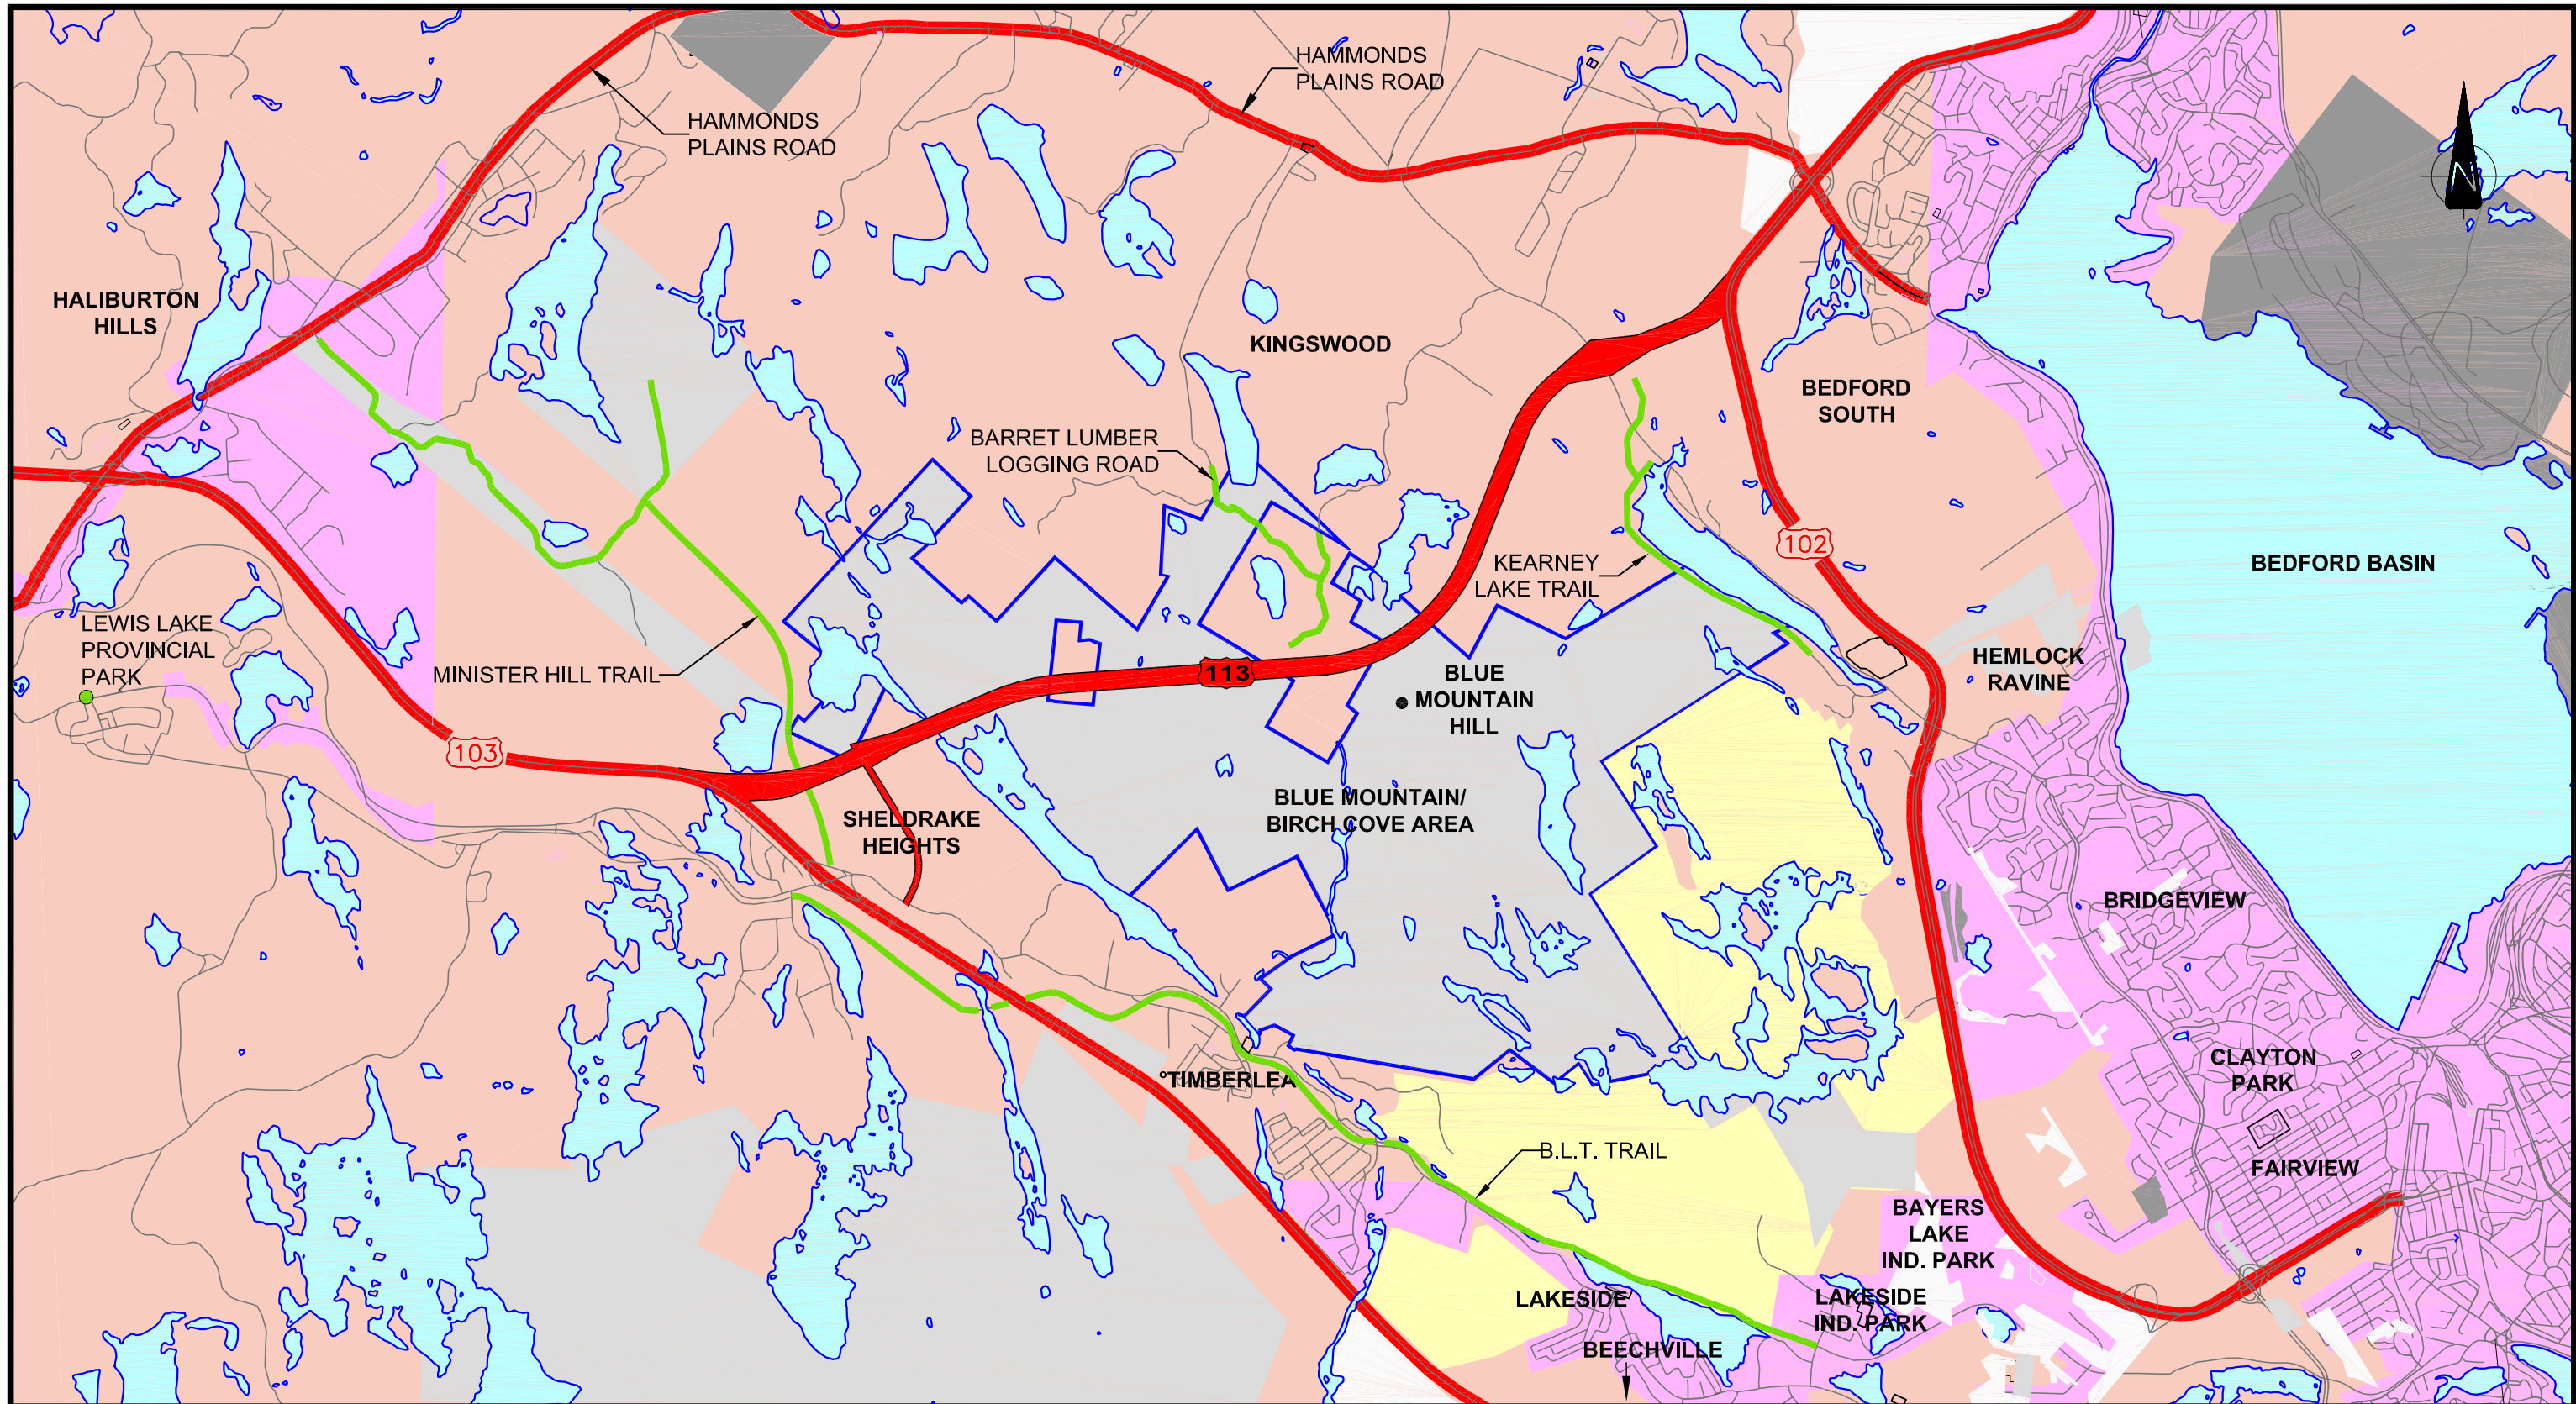 HAMMONDS
PLAINS ROAD
HAMMONDS
PLAINS ROAD
N
HALIBURTON
HILLS
KINGSWOOD
BEDFORD
SOUTH
BARRET LUMBER
LOGGING ROAD
102
KEARNEY
LAKE TRAIL
BEDFORD BASIN
LEWIS LAKE
PROVINCIAL
PARK
MINISTER HILL TRAIL
113
BLUE
MOUNTAIN
HILL
HEMLOCK
RAVINE
103
SHELDRAKE
HEIGHTS
BLUE MOUNTAIN/
BIRCH COVE AREA
BRIDGEVIEW
TIMBERLEA
CLAYTON
PARK
B.L.T. TRAIL
FAIRVIEW
BAYERS
LAKE
IND. PARK
LAKESIDE
LAKESIDE
IND. PARK
BEECHVILLE